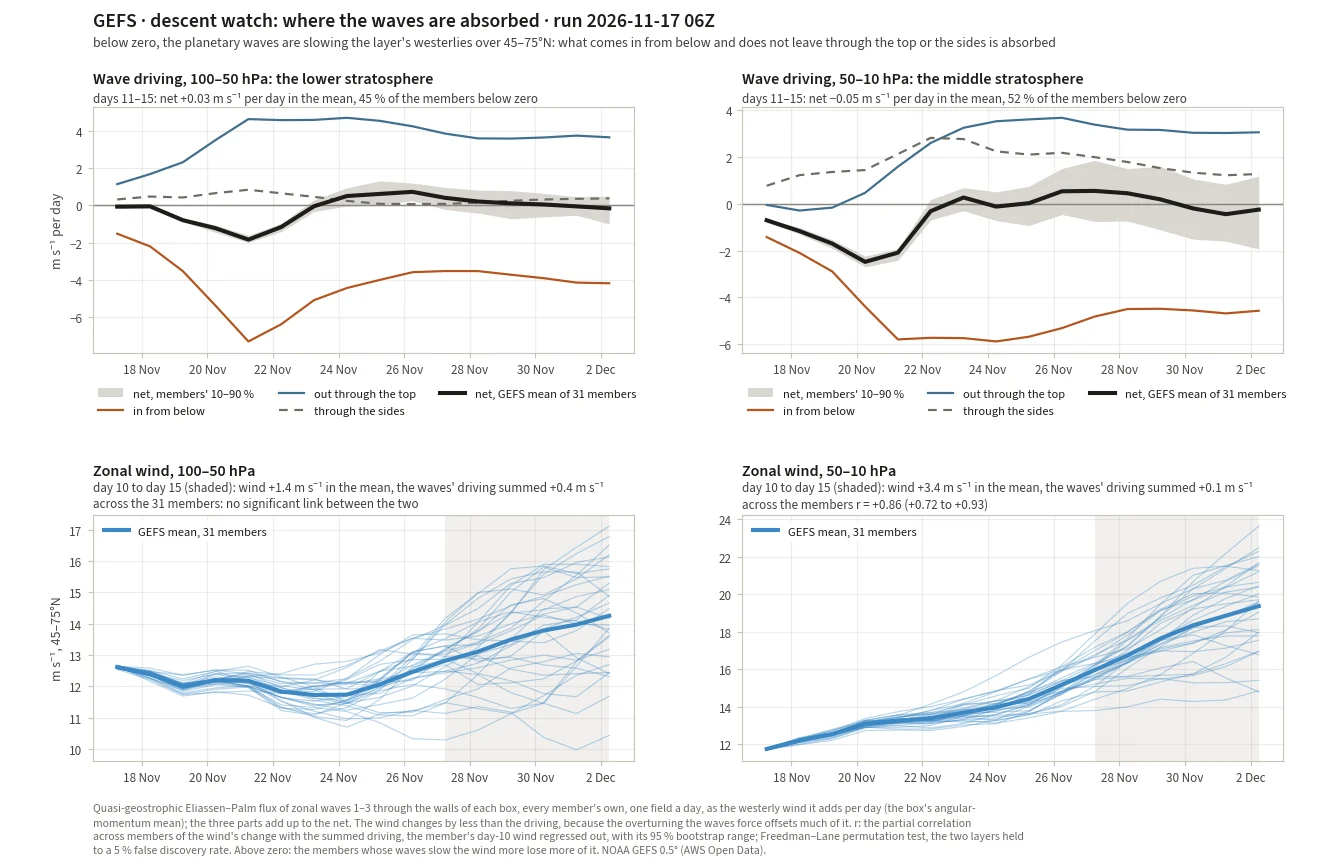 GEFS · descent watch: where the waves are absorbed · run 2026-11-17 06Z
below zero, the planetary waves are slowing the layer's westerlies over 45–75°N: what comes in from below and does not leave through the top or the sides is absorbed
Wave driving, 100–50 hPa: the lower stratosphere
days 11–15: net +0.03 m s⁻¹ per day in the mean, 45 % of the members below zero
4
2
0
−2
−4
−6
m s⁻¹ per day
18 Nov
20 Nov
22 Nov
24 Nov
26 Nov
28 Nov
30 Nov
2 Dec
net, members' 10–90 %
out through the top
net, GEFS mean of 31 members
in from below
through the sides
Wave driving, 50–10 hPa: the middle stratosphere
days 11–15: net −0.05 m s⁻¹ per day in the mean, 52 % of the members below zero
4
2
0
−2
−4
−6
18 Nov
20 Nov
22 Nov
24 Nov
26 Nov
28 Nov
30 Nov
2 Dec
net, members' 10–90 %
out through the top
net, GEFS mean of 31 members
in from below
through the sides
Zonal wind, 100–50 hPa
day 10 to day 15 (shaded): wind +1.4 m s⁻¹ in the mean, the waves' driving summed +0.4 m s⁻¹
across the 31 members: no significant link between the two
GEFS mean, 31 members
17
16
15
14
13
12
11
10
m s⁻¹, 45–75°N
18 Nov
20 Nov
22 Nov
24 Nov
26 Nov
28 Nov
30 Nov
2 Dec
Zonal wind, 50–10 hPa
day 10 to day 15 (shaded): wind +3.4 m s⁻¹ in the mean, the waves' driving summed +0.1 m s⁻¹
across the members r = +0.86 (+0.72 to +0.93)
GEFS mean, 31 members
24
22
20
18
16
14
12
18 Nov
20 Nov
22 Nov
24 Nov
26 Nov
28 Nov
30 Nov
2 Dec
Quasi-geostrophic Eliassen–Palm flux of zonal waves 1–3 through the walls of each box, every member's own, one field a day, as the westerly wind it adds per day (the box's angular-
momentum mean); the three parts add up to the net. The wind changes by less than the driving, because the overturning the waves force offsets much of it. r: the partial correlation
across members of the wind's change with the summed driving, the member's day-10 wind regressed out, with its 95 % bootstrap range; Freedman–Lane permutation test, the two layers held
to a 5 % false discovery rate. Above zero: the members whose waves slow the wind more lose more of it. NOAA GEFS 0.5° (AWS Open Data).